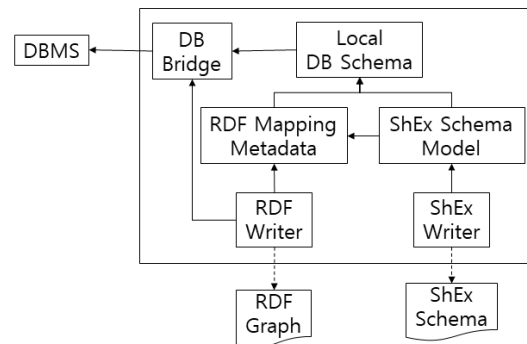 DBMS
DB
Bridge
Local
DB Schema
RDF Mapping
Metadata
ShEx Schema
Model
RDF
Writer
ShEx
Writer
RDF
Graph
ShEx
Schema